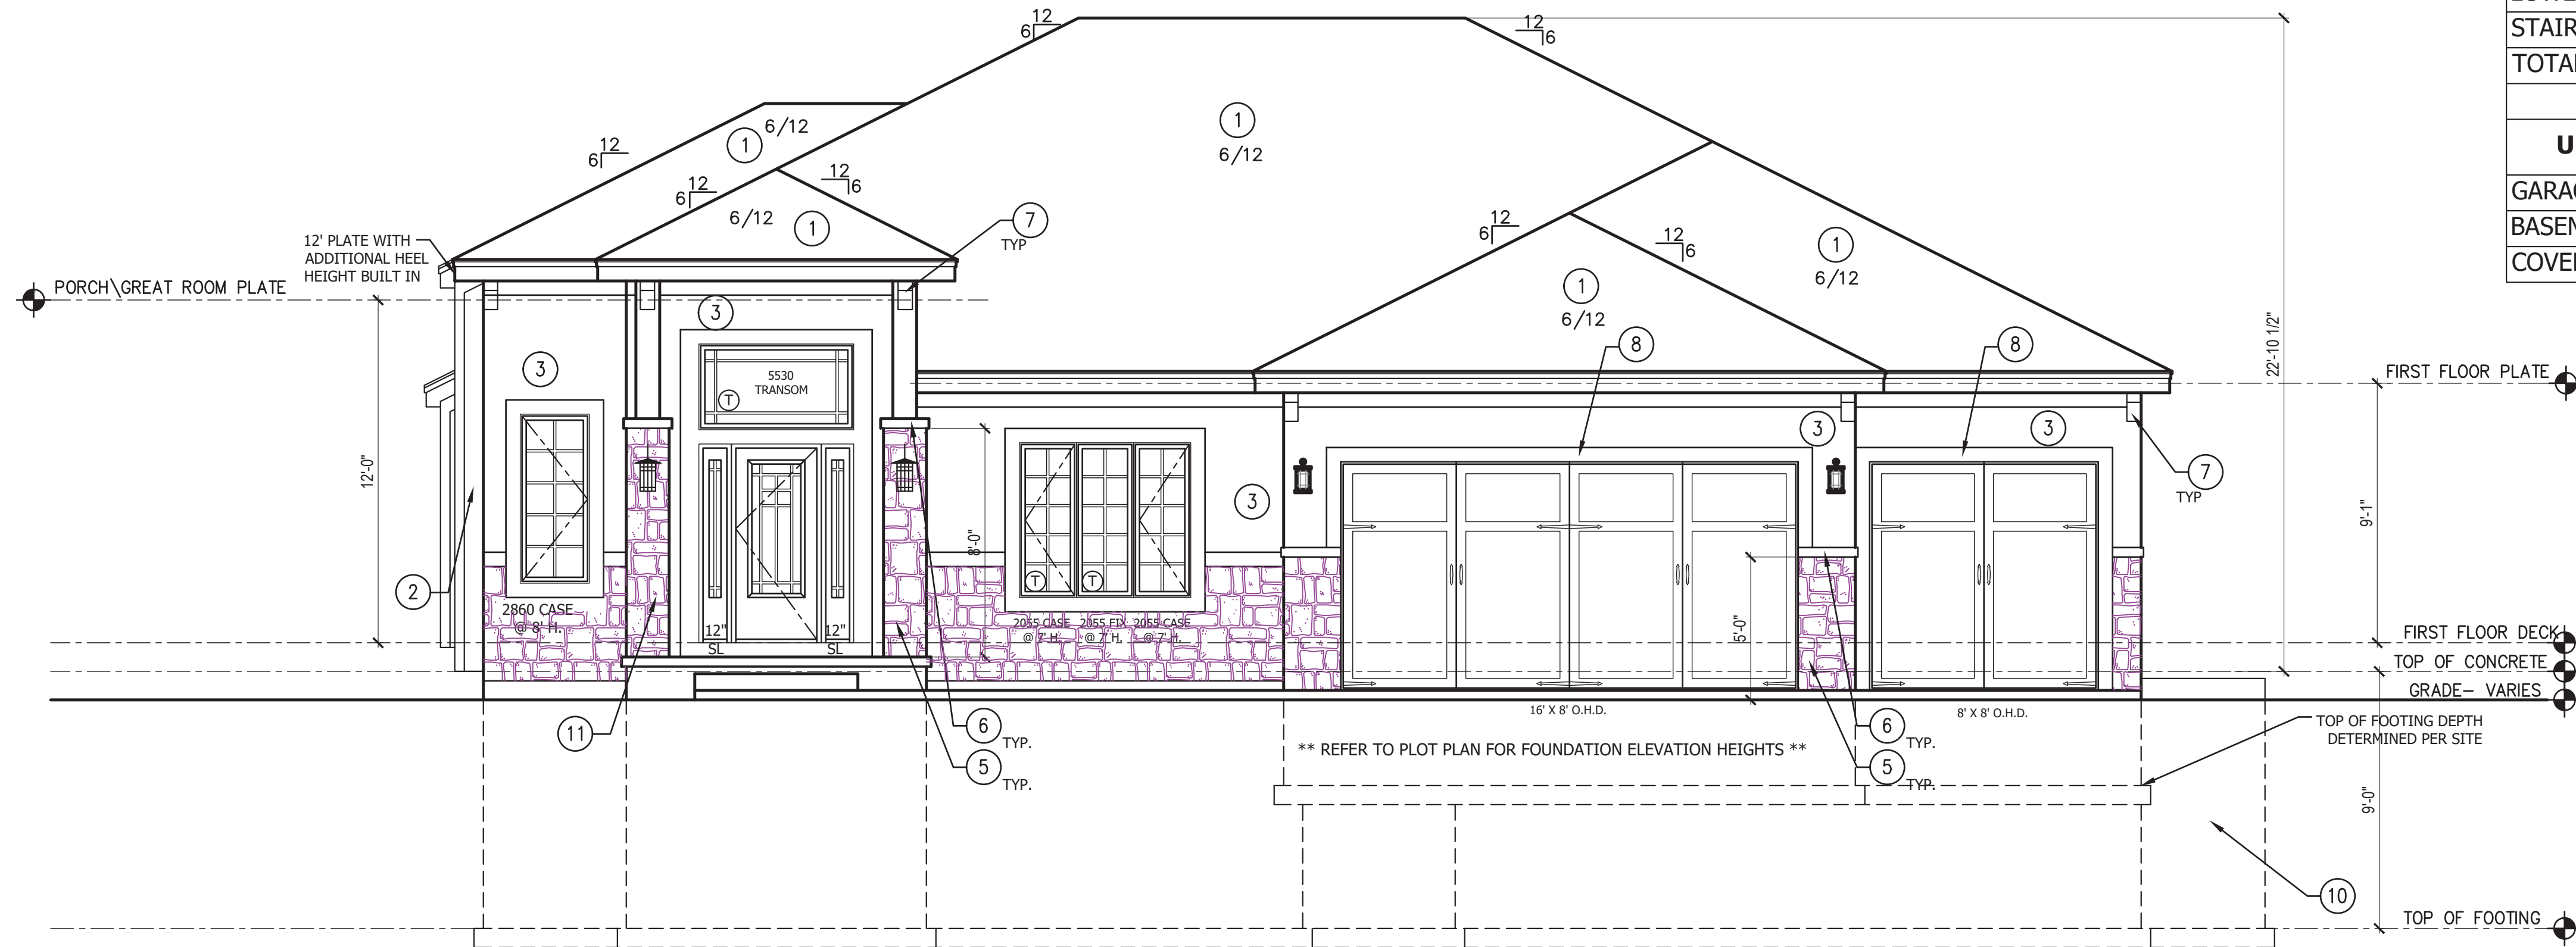 12
6
12
6
STAIR
TOTA
U
GARA
BASEM
COVE
12
6
1
6/12
12
6
12
6
6/12
1
1
6/12
7
TYP
12' PLATE WITH
ADDITIONAL HEEL
HEIGHT BUILT IN
PORCH\GREAT ROOM PLATE
12
6
12
6
1
6/12
1
6/12
22'-10 1/2"
3
3
5530
TRANSOM
T
8
8
FIRST FLOOR PLATE
12'-0"
8'-0"
3
3
3
7
TYP
9'-1"
2
T
T
2860 CASE
@ 8' H.
12"
SL
12"
SL
2055 CASE
@ 7' H.
2055 FIX
@ 7' H.
2055 CASE
@ 7' H.
5'-0"
FIRST FLOOR DECK
TOP OF CONCRETE
GRADE- VARIES
11
6
TYP.
5
TYP.
16' X 8' O.H.D.
8' X 8' O.H.D.
** REFER TO PLOT PLAN FOR FOUNDATION ELEVATION HEIGHTS **
6
TYP.
5
TYP.
TOP OF FOOTING DEPTH
DETERMINED PER SITE
9'-0"
10
TOP OF FOOTING